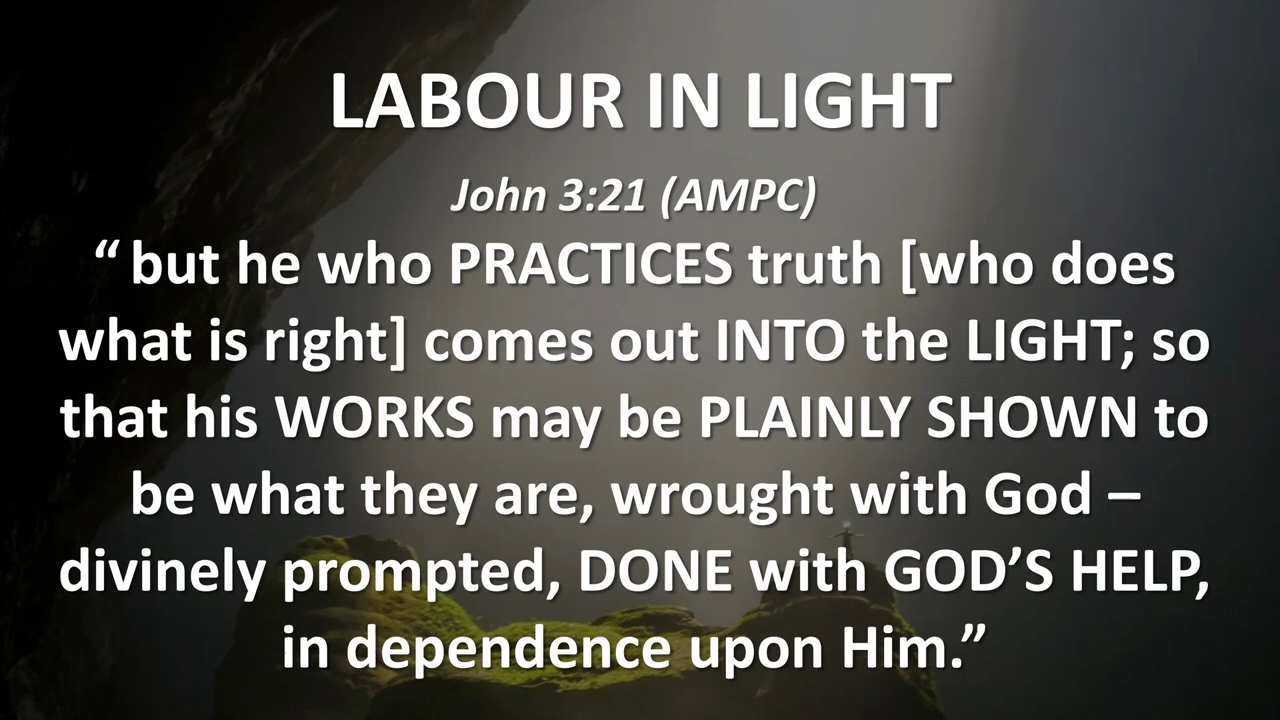 LABOUR IN LIGHT
John 3:21 (AMPC)
“ but he who PRACTICES truth [who does
what is right] comes out INTO the LIGHT; so
that his WORKS may be PLAINLY SHOWN to
be what they are, wrought with God –
divinely prompted, DONE with GOD’S HELP,
in dependence upon Him.”